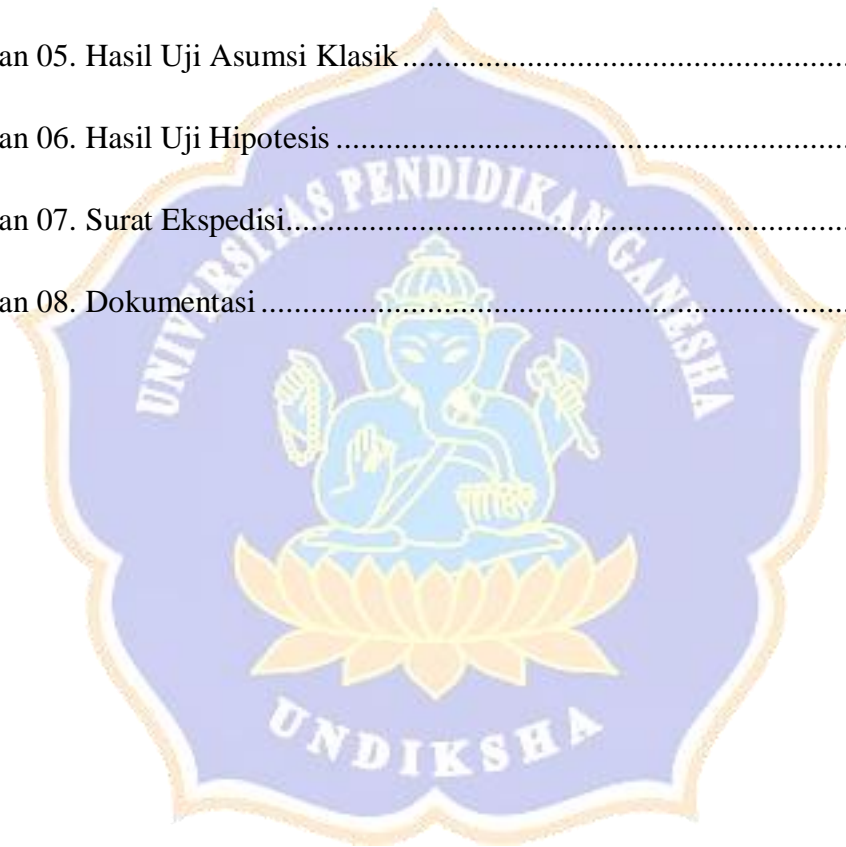 an 05. Hasil Uji Asumsi Klasik..........................................................
an 06. Hasil Uji Hipotesis..................................................................
an 07. Surat Ekspedisi........................................................................
an 08. Dokumentasi...........................................................................
UNIVERSITAS PENDIDIKAN GANESHA
UNDIKSHA